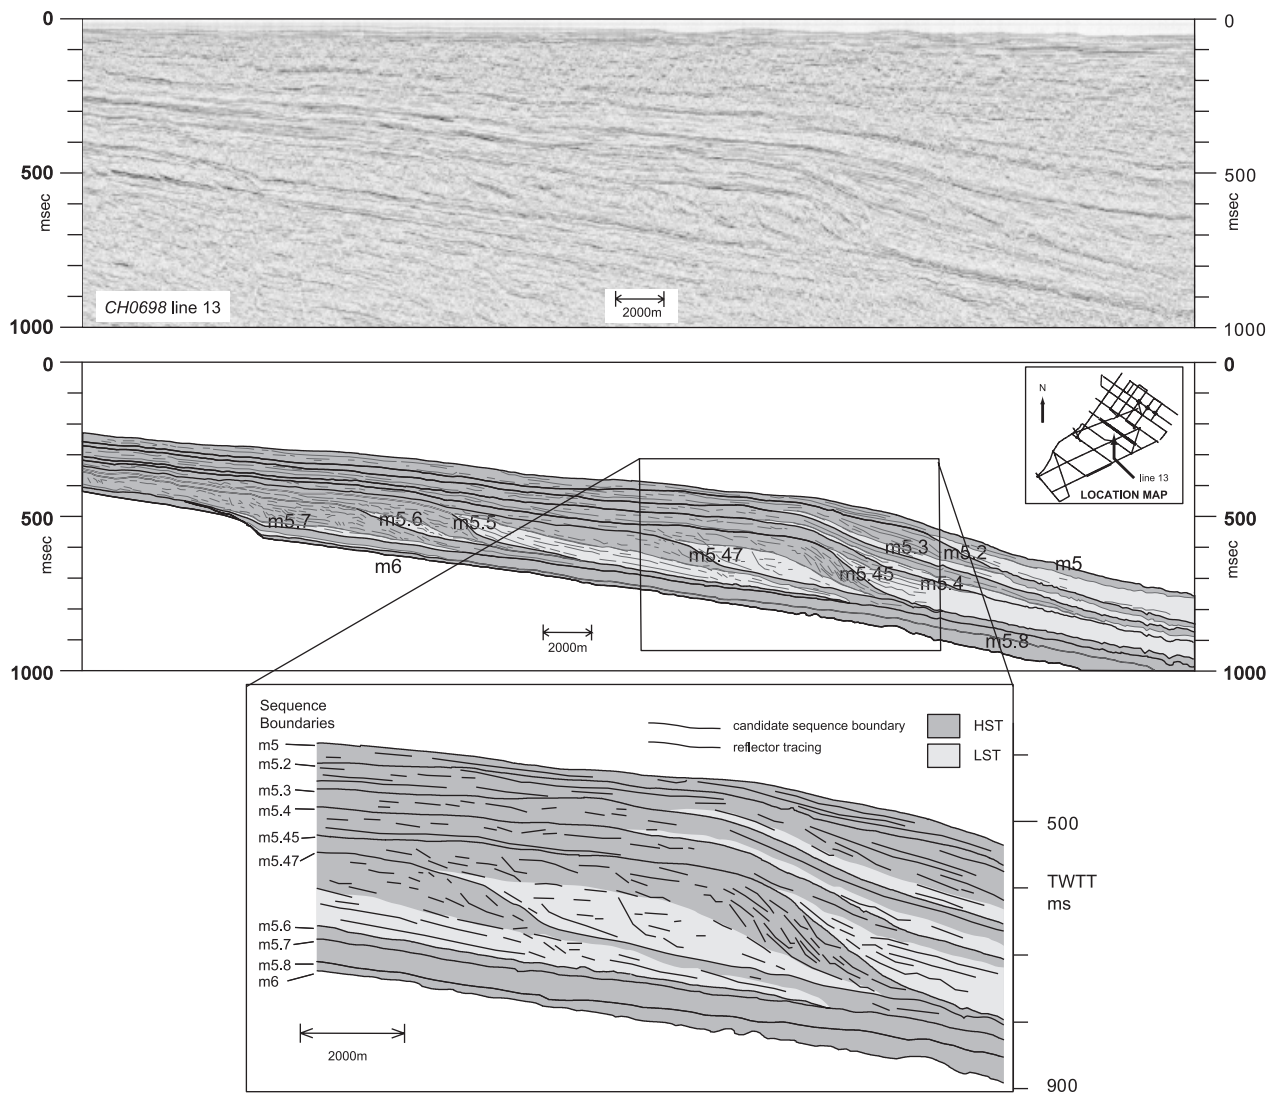 0
0
500
500
msec
msec
CH0698 line 13
2000m
1000
1000
0
0
N
line 13
LOCATION MAP
500
500
msec
msec
m5.7
m5.6
m5.5
m6
m5.47
m5.45
m5.3
m5.2
m5.4
m5
m5.8
2000m
1000
1000
Sequence
Boundaries
candidate sequence boundary
reflector tracing
HST
LST
m5
m5.2
m5.3
m5.4
m5.45
m5.47
m5.6
m5.7
m5.8
m6
500
TWTT
ms
900
2000m